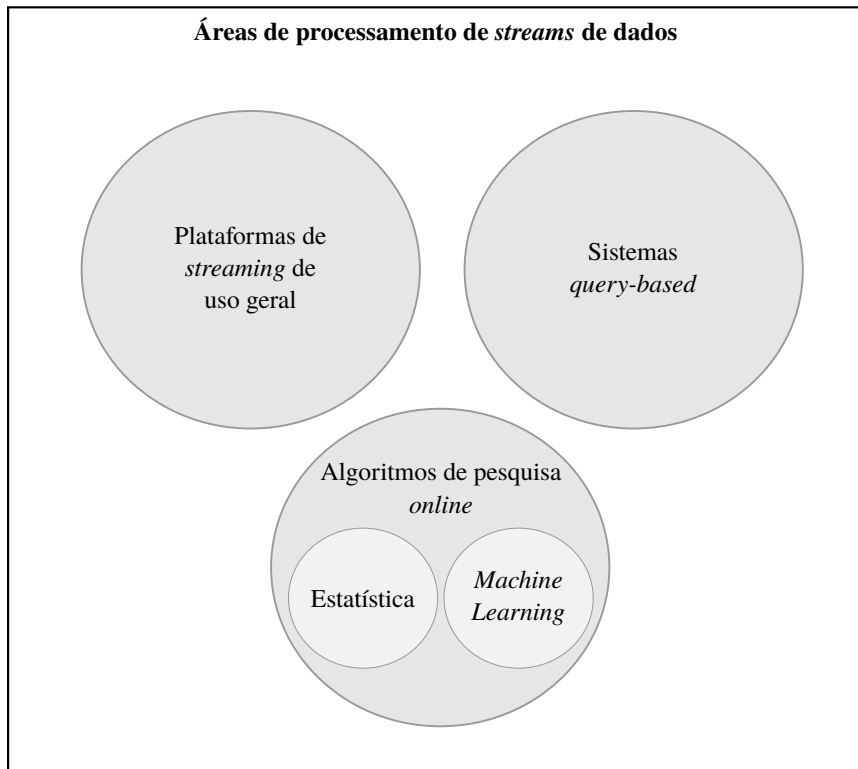 Áreas de processamento de streams de dados
Plataformas de
streaming de
uso geral
Sistemas
query-based
Algoritmos de pesquisa
online
Estatística
Machine
Learning